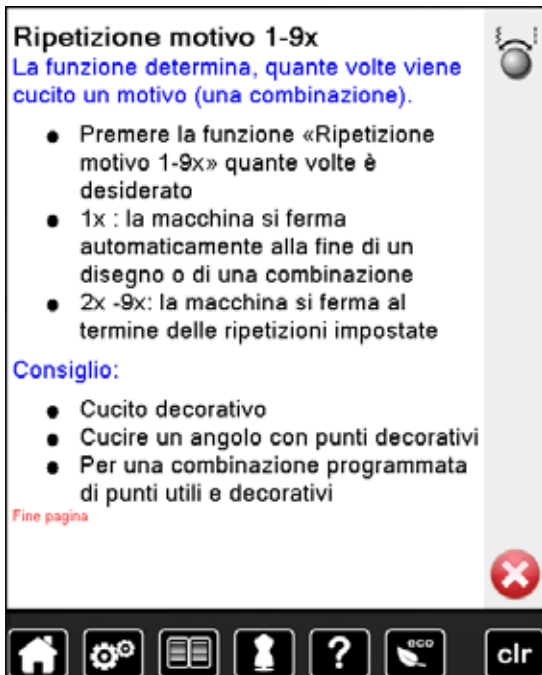 Ripetizione motivo 1-9x
La funzione determina, quante volte viene
cucito un motivo (una combinazione).
● Premere la funzione «Ripetizione
motivo 1-9x» quante volte è
desiderato
● 1x : la macchina si ferma
automaticamente alla fine di un
disegno o di una combinazione
● 2x -9x: la macchina si ferma al
termine delle ripetizioni impostate
Consiglio:
● Cucito decorativo
● Cucire un angolo con punti decorativi
● Per una combinazione programmata
di punti utili e decorativi
Fine pagina
? eco clr